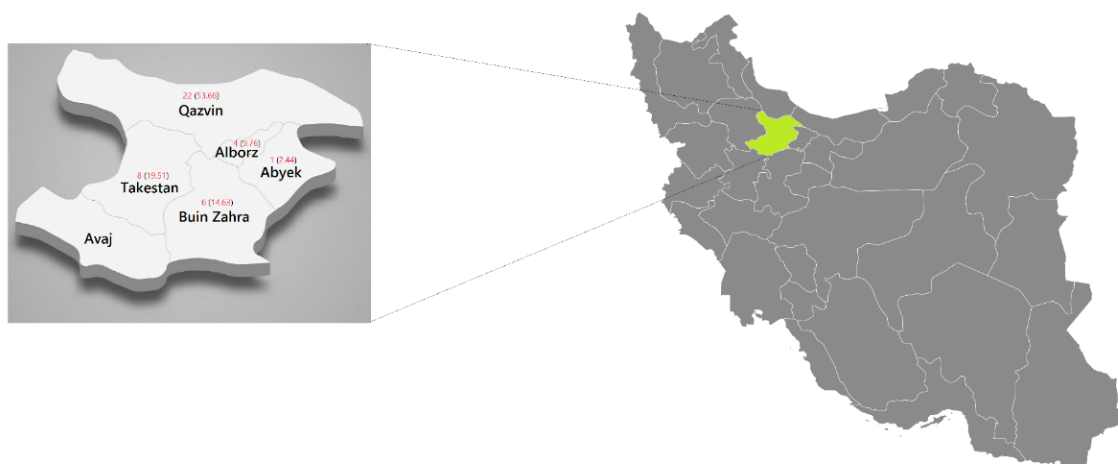 22 (53.66)
Qazvin
4 (9.76)
Alborz
1 (2.44)
Abyek
8 (19.51)
Takestan
6 (14.63)
Buin Zahra
Avaj